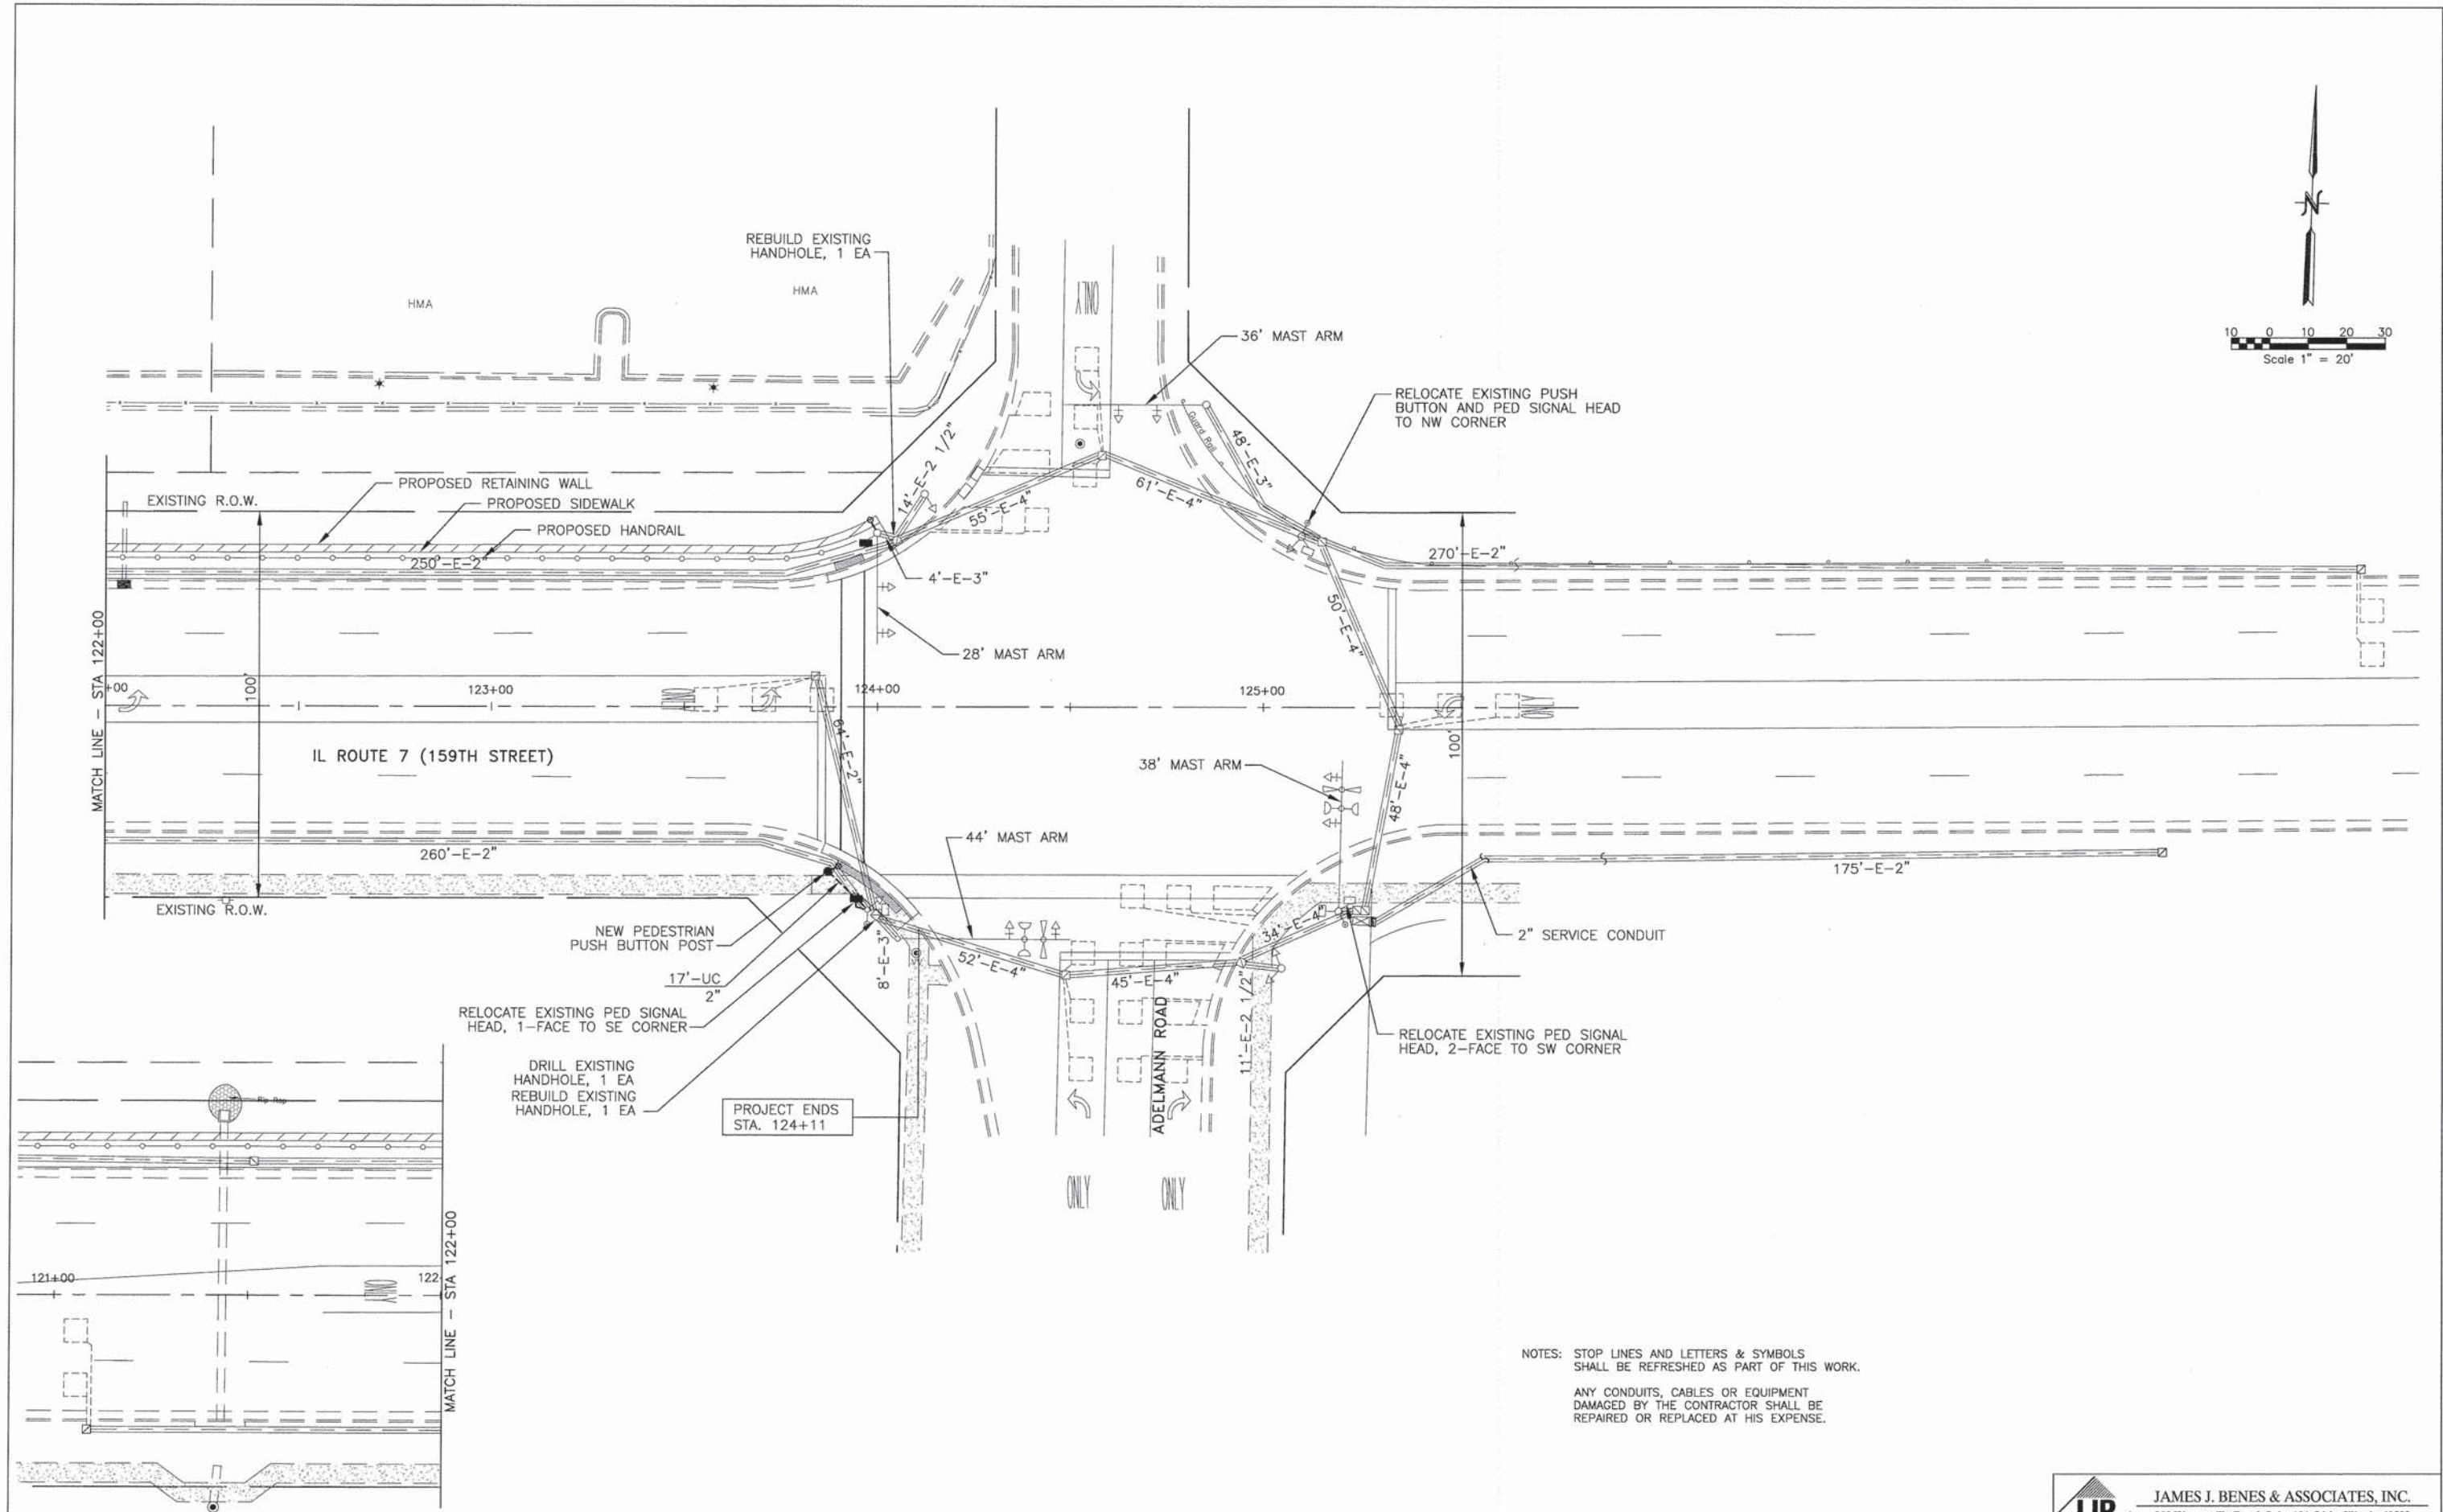 REBUILD EXISTING
HANDHOLE, 1 EA
HMA
HMA
ONLY
36' MAST ARM
N
10 0 10 20 30
Scale 1" = 20'
RELOCATE EXISTING PUSH
BUTTON AND PED SIGNAL HEAD
TO NW CORNER
Guard Rail
48'-E-3"
14'-E-2 1/2"
55'-E-4"
61'-E-4"
PROPOSED RETAINING WALL
EXISTING R.O.W.
PROPOSED SIDEWALK
PROPOSED HANDRAIL
250'-E-2"
4'-E-3"
270'-E-2"
50'-E-4"
28' MAST ARM
MATCH LINE - STA 122+00
100'
+00
123+00
124+00
125+00
64'-E-2"
IL ROUTE 7 (159TH STREET)
100'
38' MAST ARM
48'-E-4"
44' MAST ARM
260'-E-2"
175'-E-2"
EXISTING R.O.W.
NEW PEDESTRIAN
PUSH BUTTON POST
8'-E-3"
52'-E-4"
34'-E-4"
45'-E-4"
2" SERVICE CONDUIT
17'-UC
2"
11'-E-2 1/2"
RELOCATE EXISTING PED SIGNAL
HEAD, 1-FACE TO SE CORNER
RELOCATE EXISTING PED SIGNAL
HEAD, 2-FACE TO SW CORNER
ADELMANN ROAD
DRILL EXISTING
HANDHOLE, 1 EA
REBUILD EXISTING
HANDHOLE, 1 EA
PROJECT ENDS
STA. 124+11
ONLY
ONLY
Rip Rap
121+00
122
MATCH LINE - STA 122+00
NOTES: STOP LINES AND LETTERS & SYMBOLS
SHALL BE REFRESHED AS PART OF THIS WORK.
ANY CONDUITS, CABLES OR EQUIPMENT
DAMAGED BY THE CONTRACTOR SHALL BE
REPAIRED OR REPLACED AT HIS EXPENSE.
JAMES J. BENES & ASSOCIATES, INC.